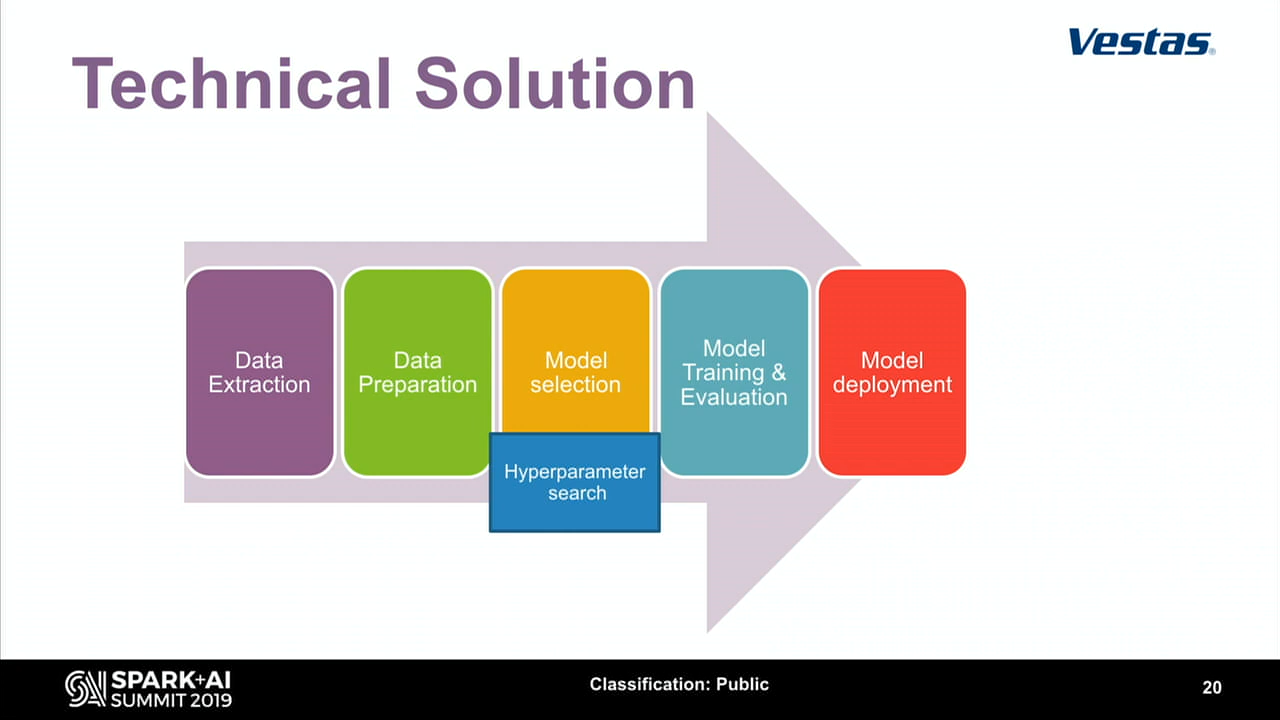 Vestas
Technical Solution
Data
Extraction
Data
Preparation
Model
selection
Hyperparameter
search
Model
Training &
Evaluation
Model
deployment
SPARK+AI
SUMMIT 2019
Classification: Public
20